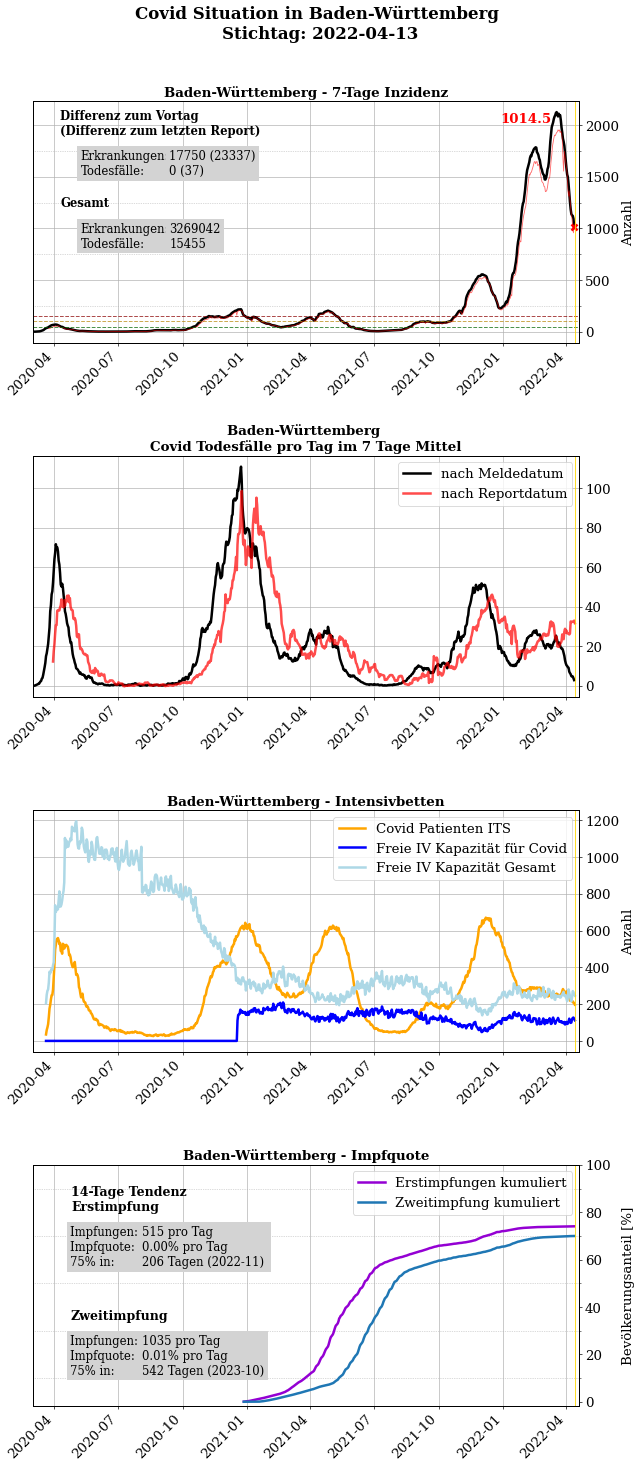 Covid Situation in Baden-Württemberg
Stichtag: 2022-04-13
Baden-Württemberg - 7-Tage Inzidenz
Differenz zum Vortag
(Differenz zum letzten Report)
Erkrankungen 17750 (23337)
Todesfälle: 0 (37)
Gesamt
Erkrankungen 3269042
Todesfälle: 15455
1014.5
2000
1500
1000
500
0
Anzahl
2020-04
2020-07
2020-10
2021-01
2021-04
2021-07
2021-10
2022-01
2022-04
Baden-Württemberg
Covid Todesfälle pro Tag im 7 Tage Mittel
nach Meldedatum
nach Reportdatum
100
80
60
40
20
0
2020-04
2020-07
2020-10
2021-01
2021-04
2021-07
2021-10
2022-01
2022-04
Baden-Württemberg - Intensivbetten
Covid Patienten ITS
Freie IV Kapazität für Covid
Freie IV Kapazität Gesamt
1200
1000
800
600
400
200
0
Anzahl
2020-04
2020-07
2020-10
2021-01
2021-04
2021-07
2021-10
2022-01
2022-04
Baden-Württemberg - Impfquote
14-Tage Tendenz
Erstimpfung
Impfungen: 515 pro Tag
Impfquote: 0.00% pro Tag
75% in: 206 Tagen (2022-11)
Zweitimpfung
Impfungen: 1035 pro Tag
Impfquote: 0.01% pro Tag
75% in: 542 Tagen (2023-10)
Erstimpfungen kumuliert
Zweitimpfung kumuliert
100
80
60
40
20
0
Bevölkerungsanteil [%]
2020-04
2020-07
2020-10
2021-01
2021-04
2021-07
2021-10
2022-01
2022-04